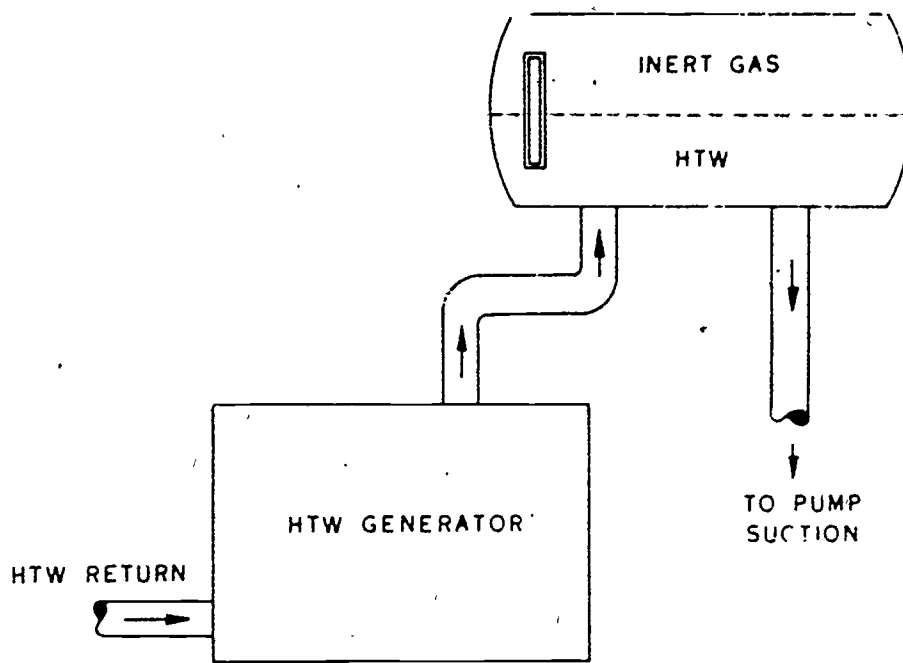 INERT GAS
HTW
HTW GENERATOR
HTW RETURN
TO PUMP
SUCTION